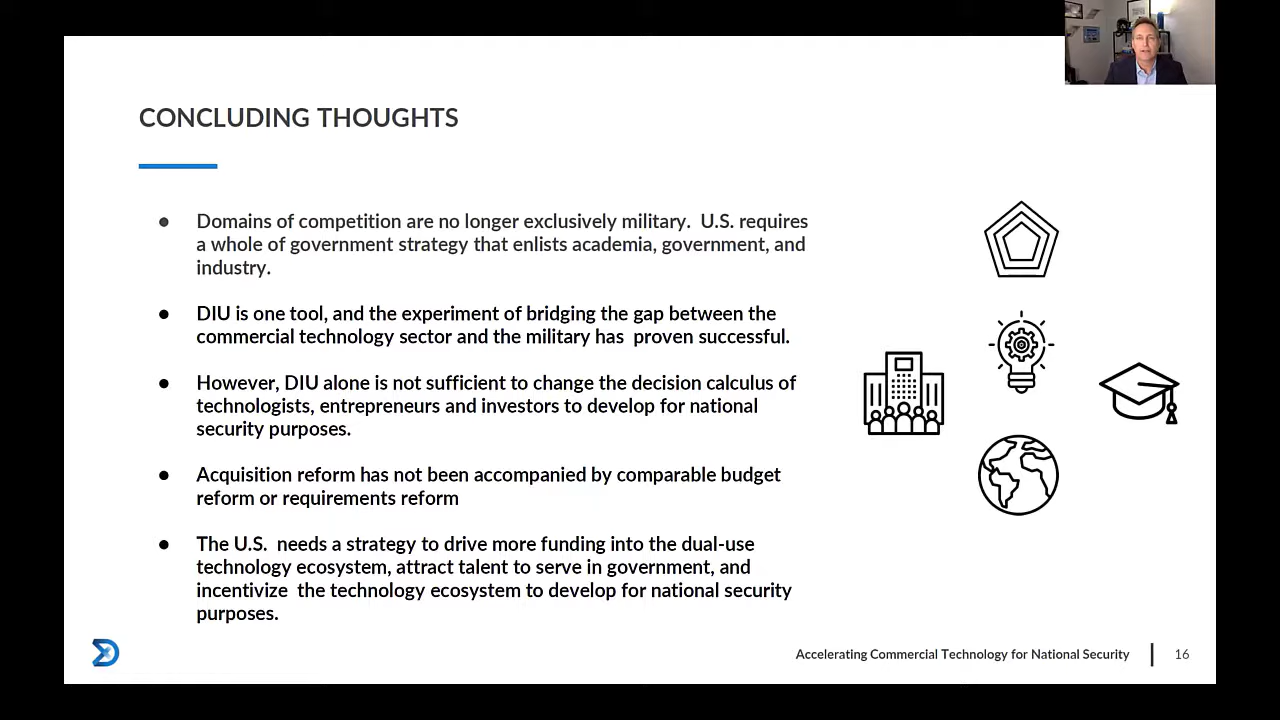 CONCLUDING THOUGHTS
● Domains of competition are no longer exclusively military.  U.S. requires
a whole of government strategy that enlists academia, government, and
industry.
● DIU is one tool, and the experiment of bridging the gap between the
commercial technology sector and the military has  proven successful.
● However, DIU alone is not sufficient to change the decision calculus of
technologists, entrepreneurs and investors to develop for national
security purposes.
● Acquisition reform has not been accompanied by comparable budget
reform or requirements reform
● The U.S.  needs a strategy to drive more funding into the dual-use
technology ecosystem, attract talent to serve in government, and
incentivize  the technology ecosystem to develop for national security
purposes.
Accelerating Commercial Technology for National Security | 16